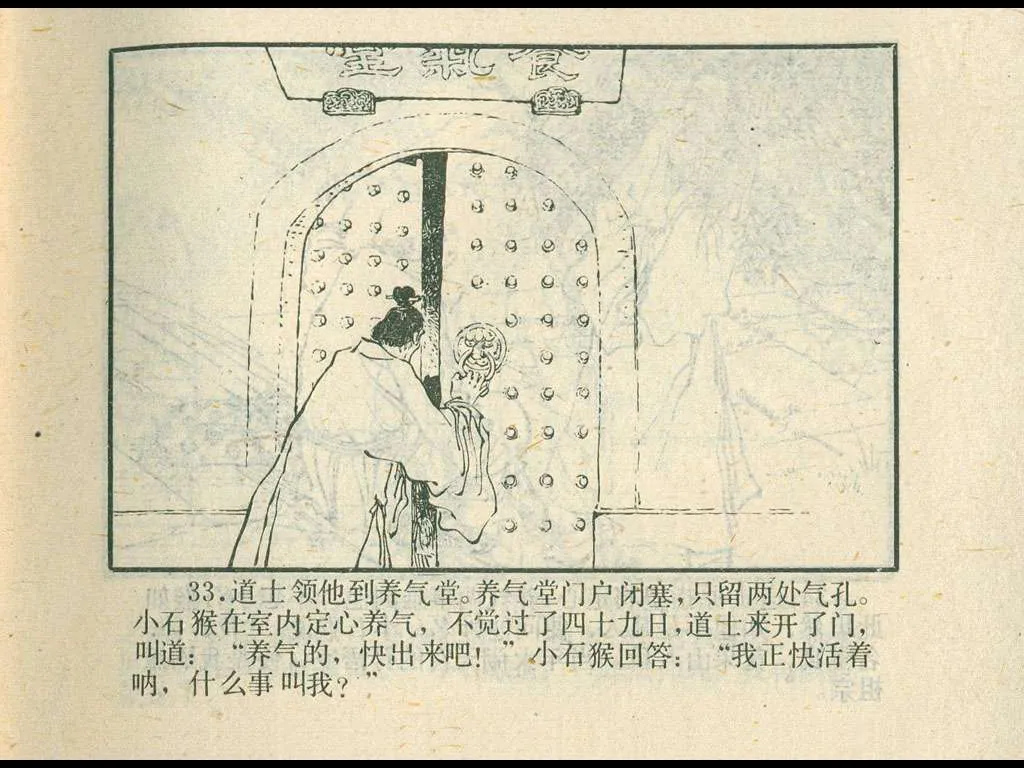 養氣堂
33.道士领他到养气堂。养气堂门户闭塞，只留两处气孔。
小石猴在室内定心养气，不觉过了四十九日，道士来开了门，
叫道：“养气的，快出来吧！”小石猴回答：“我正快活着
呐，什么事叫我？”